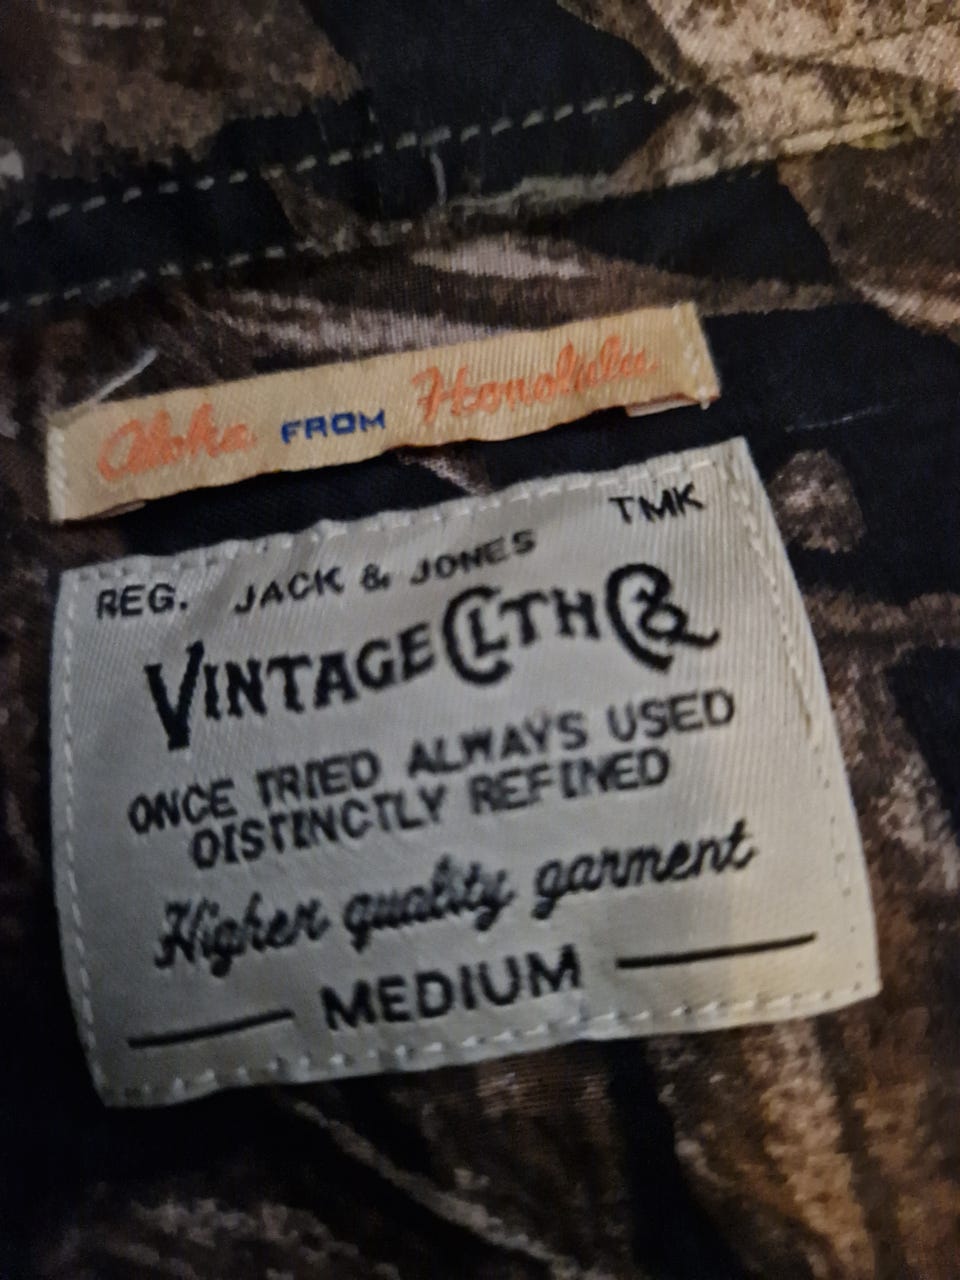 Aloha FROM Honolulu
TMK
REG. JACK & JONES
VINTAGE CLTH CO
ONCE TRIED ALWAYS USED
DISTINCTLY REFINED
Higher quality garment
MEDIUM